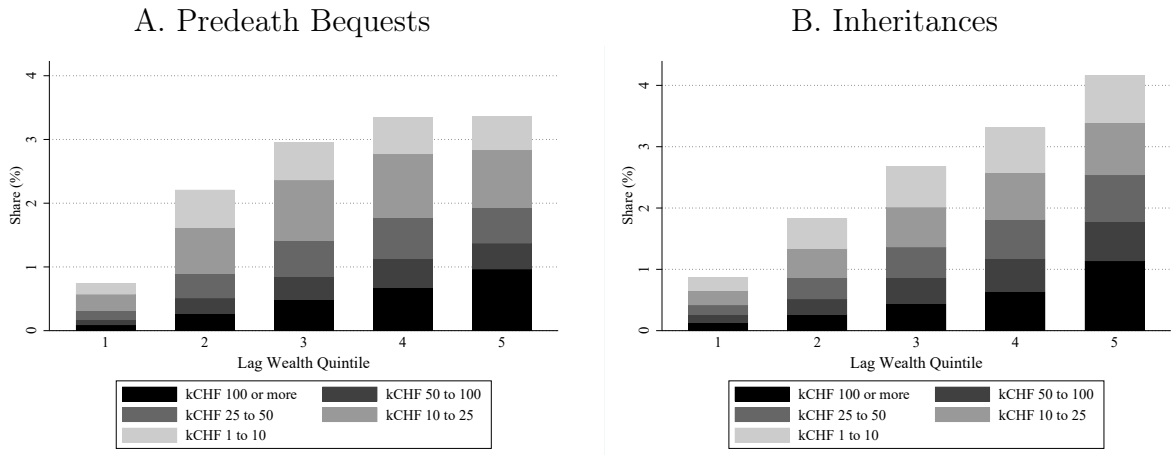 A. Predeath Bequests
Share (%)
4
3
2
1
0
1 2 3 4 5
Lag Wealth Quintile
kCHF 100 or more kCHF 50 to 100
kCHF 25 to 50 kCHF 10 to 25
kCHF 1 to 10
B. Inheritances
Share (%)
4
3
2
1
0
1 2 3 4 5
Lag Wealth Quintile
kCHF 100 or more kCHF 50 to 100
kCHF 25 to 50 kCHF 10 to 25
kCHF 1 to 10